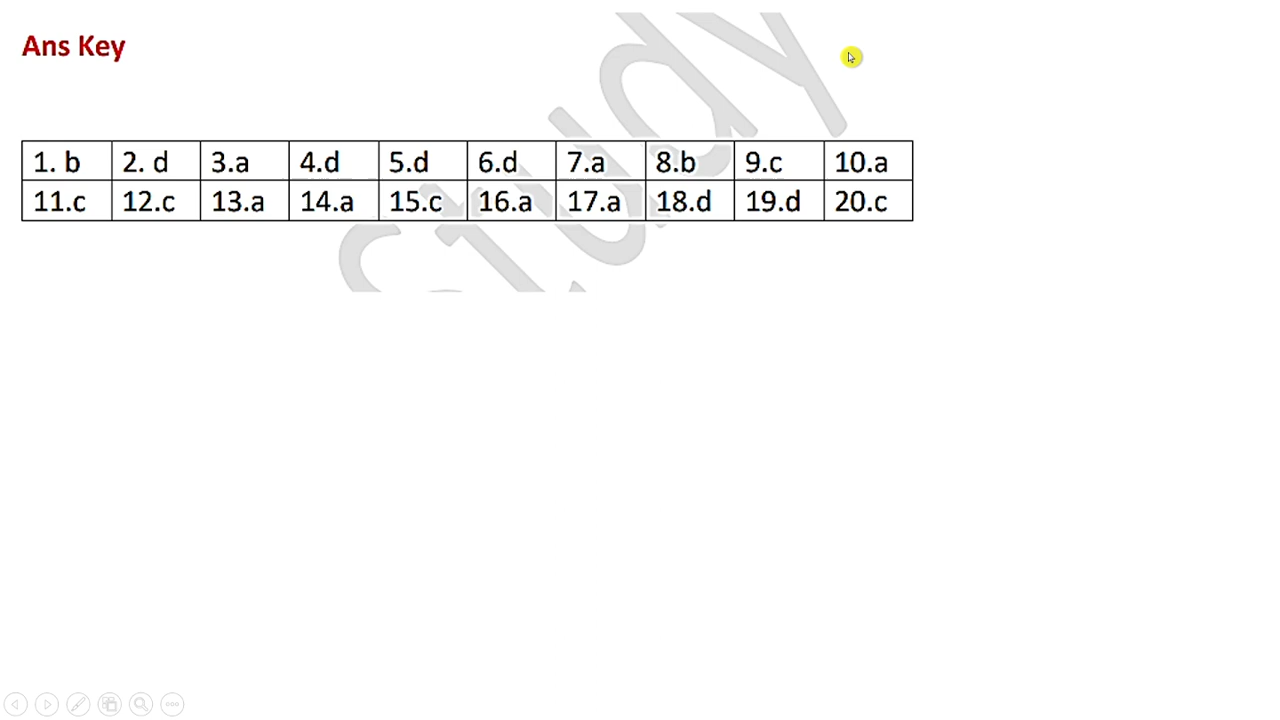 Ans Key
1. b 2. d 3.a 4.d 5.d 6.d 7.a 8.b 9.c 10.a
11.c 12.c 13.a 14.a 15.c 16.a 17.a 18.d 19.d 20.c
Study